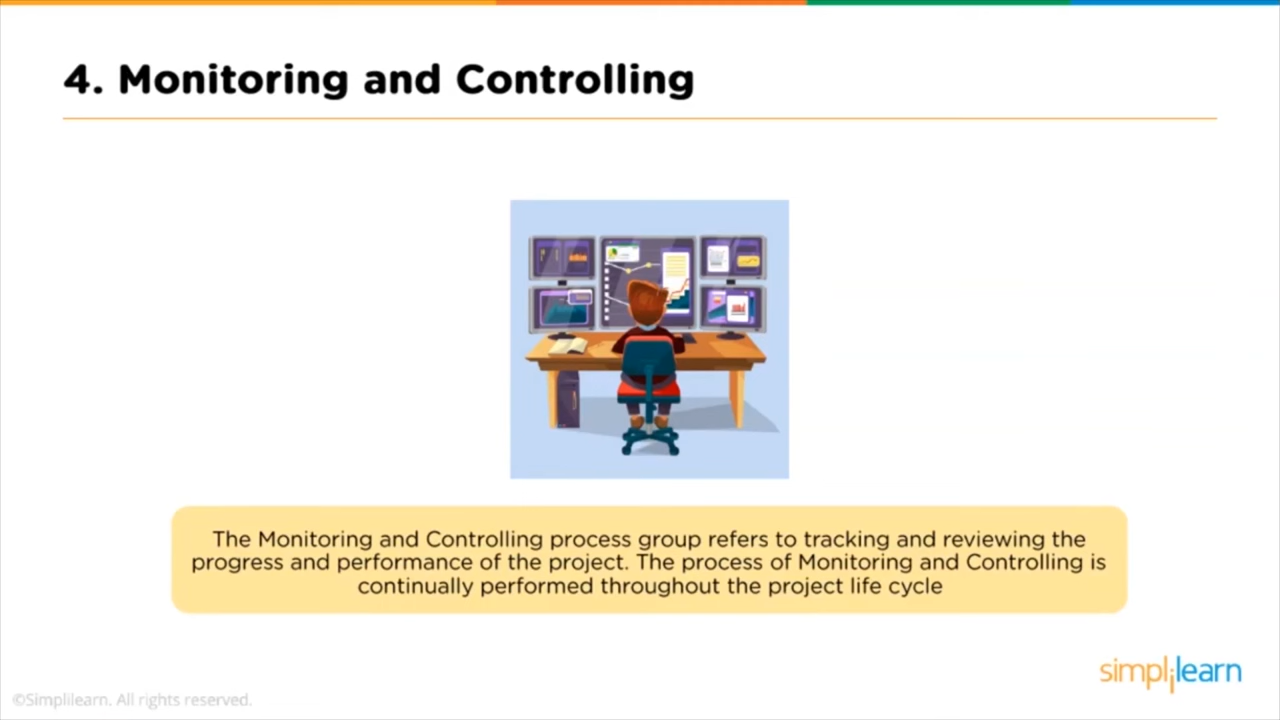 4. Monitoring and Controlling
The Monitoring and Controlling process group refers to tracking and reviewing the
progress and performance of the project. The process of Monitoring and Controlling is
continually performed throughout the project life cycle
simplilearn
©Simplilearn. All rights reserved.